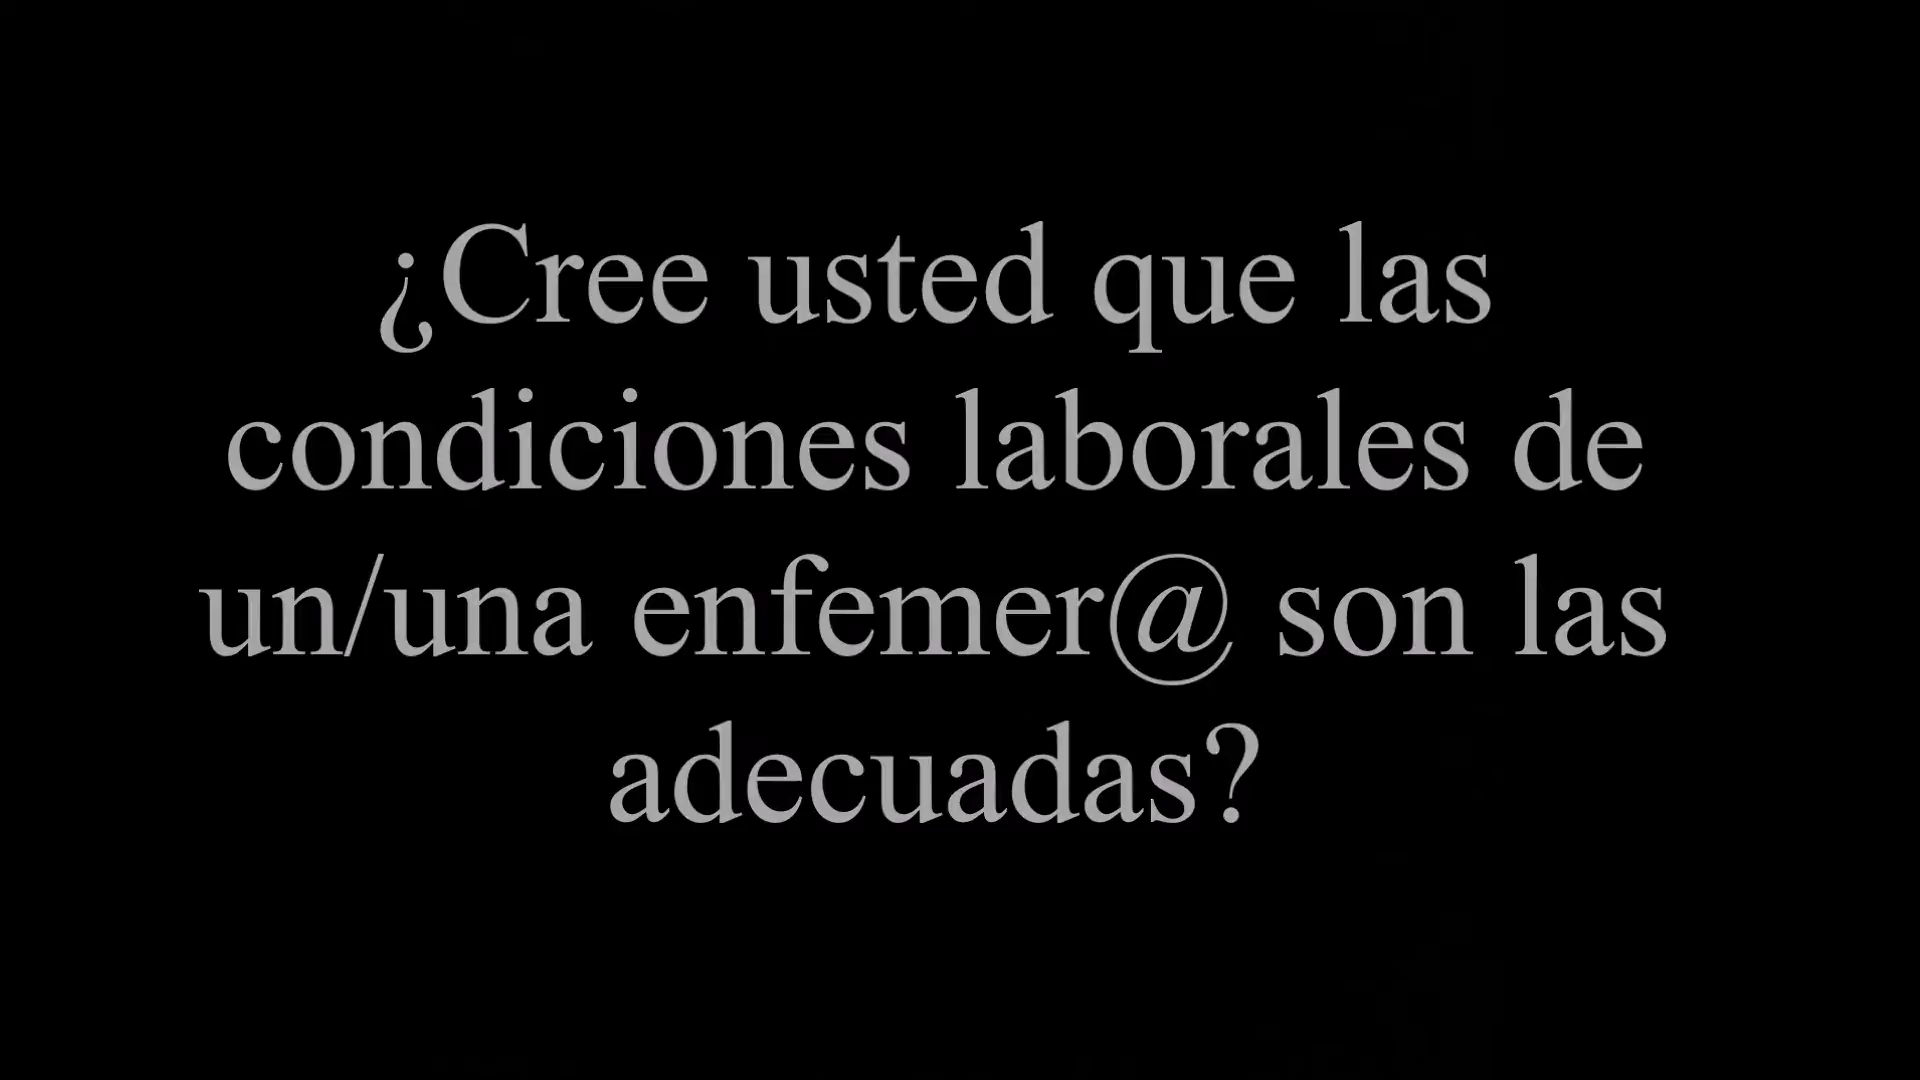 ¿Cree usted que las
condiciones laborales de
un/una enfemer@ son las
adecuadas?